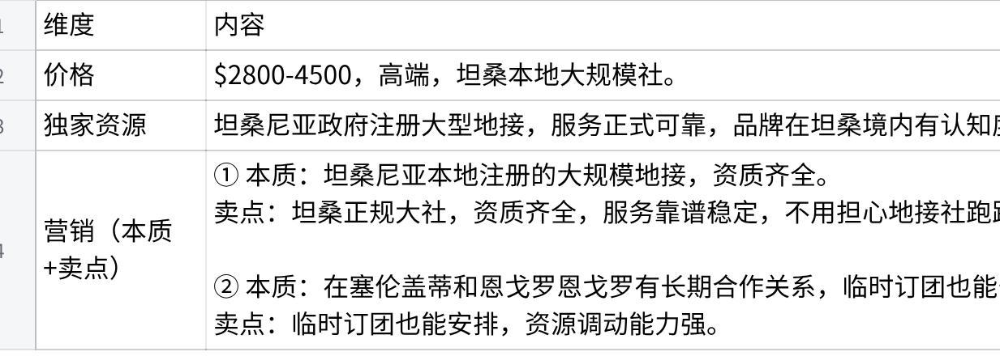 1 维度 内容
2 价格 $2800-4500，高端，坦桑本地大规模社。
3 独家资源 坦桑尼亚政府注册大型地接，服务正式可靠，品牌在坦桑境内有认知度
4 营销（本质
+卖点）
① 本质：坦桑尼亚本地注册的大规模地接，资质齐全。
卖点：坦桑正规大社，资质齐全，服务靠谱稳定，不用担心地接社跑
② 本质：在塞伦盖蒂和恩戈罗恩戈罗有长期合作关系，临时订团也能
卖点：临时订团也能安排，资源调动能力强。